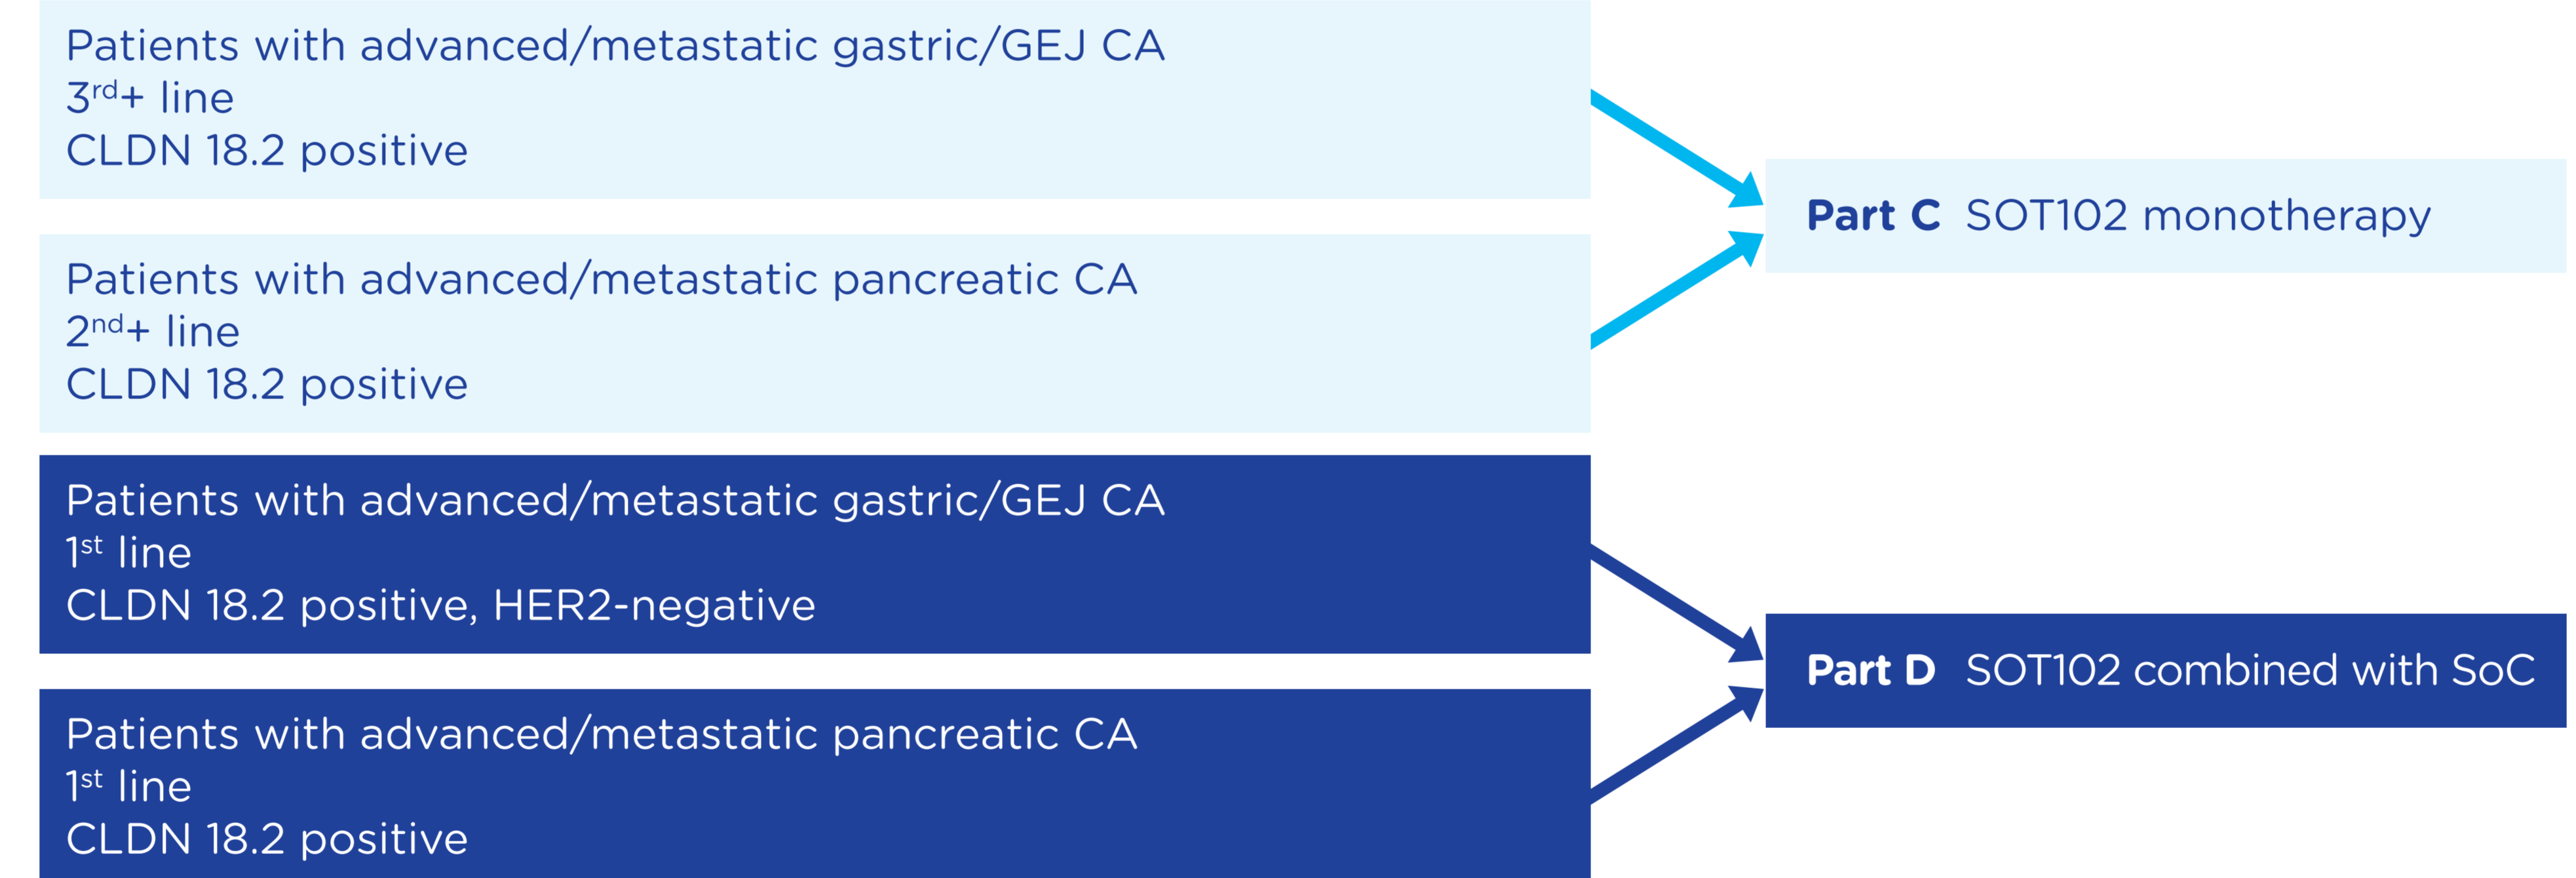 Patients with advanced/metastatic gastric/GEJ CA
3rd+ line
CLDN 18.2 positive
Patients with advanced/metastatic pancreatic CA
2nd+ line
CLDN 18.2 positive
Part C SOT102 monotherapy
Patients with advanced/metastatic gastric/GEJ CA
1st line
CLDN 18.2 positive, HER2-negative
Patients with advanced/metastatic pancreatic CA
1st line
CLDN 18.2 positive
Part D SOT102 combined with SoC